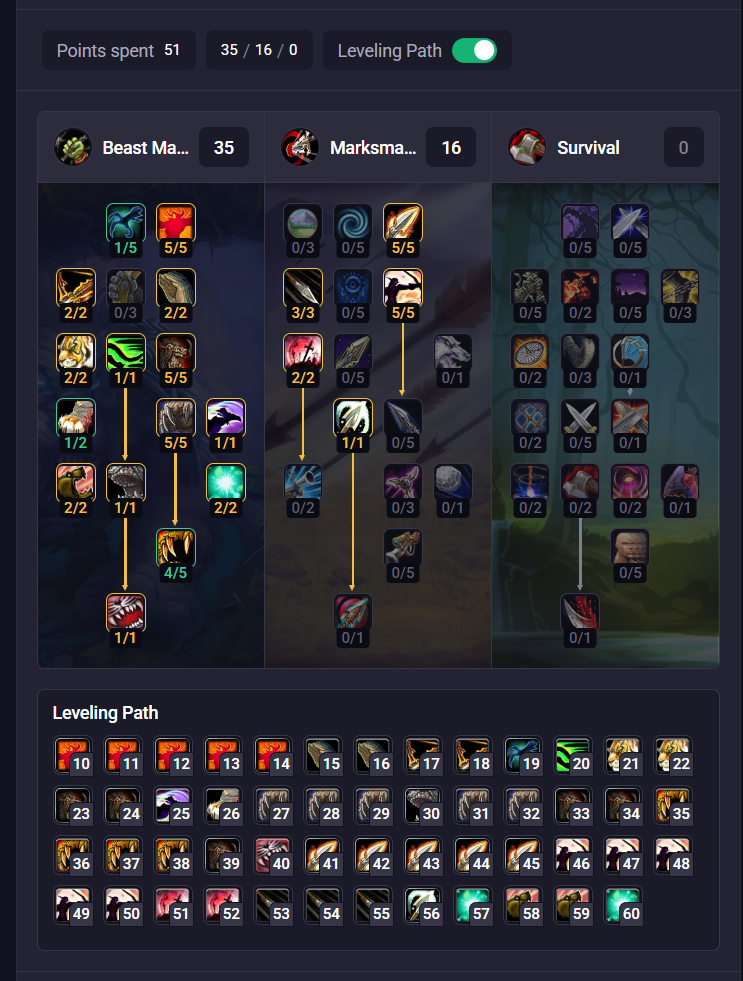 Points spent 51 35 / 16 / 0 Leveling Path
Beast Ma... 35 Marksma... 16 Survival 0
1/5 5/5 0/3 0/5 5/5 0/5 0/5
2/2 0/3 2/2 3/3 0/5 5/5 0/5 0/2 0/5 0/3
2/2 1/1 5/5 2/2 0/5 0/1 0/2 0/3 0/1
1/2 5/5 1/1 1/1 0/5 0/2 0/5 0/1
2/2 1/1 2/2 0/2 0/3 0/1 0/2 0/2 0/2 0/1
4/5 0/5 0/5
1/1 0/1 0/1
Leveling Path
10 11 12 13 14 15 16 17 18 19 20 21 22
23 24 25 26 27 28 29 30 31 32 33 34 35
36 37 38 39 40 41 42 43 44 45 46 47 48
49 50 51 52 53 54 55 56 57 58 59 60